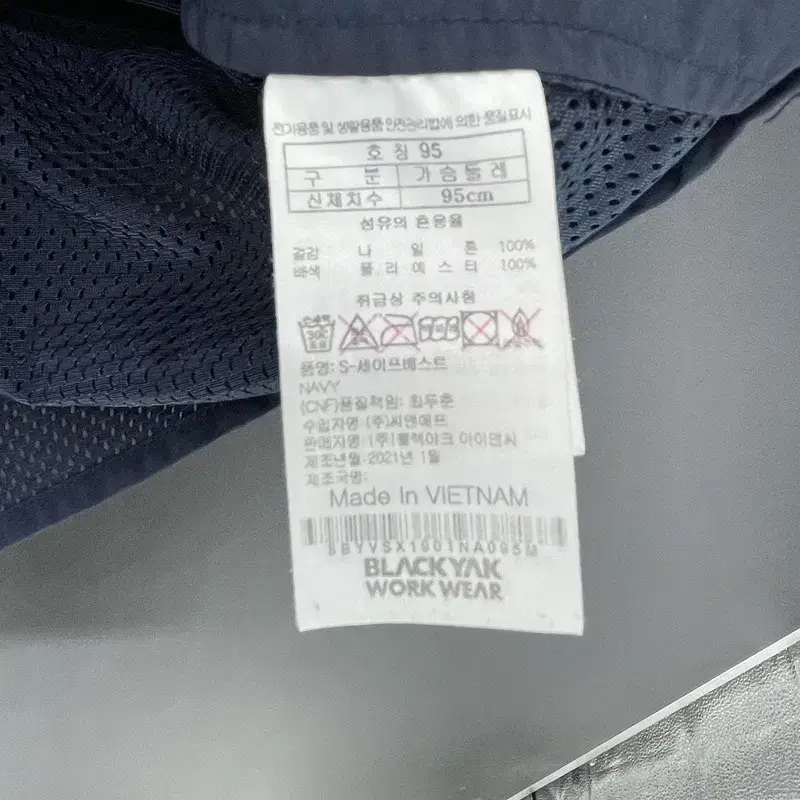 전기용품 및 생활용품 안전관리법에 의한 품질표시
호 칭 95
구 분 가슴둘레
신체치수 95cm
섬유의 혼용율
겉감 나 일 론 100%
배색 폴리에스터 100%
취급상 주의사항
품명: S-세이프베스트
NAVY
(CNF)품질책임: 최두훈
수입자명 (주)씨앤에프
판매자명: (주)블랙야크 아이앤씨
제조년월:2021년 1월
제조국명:
Made In VIETNAM
BYVSX1601NA095
BLACKYAK
WORK WEAR